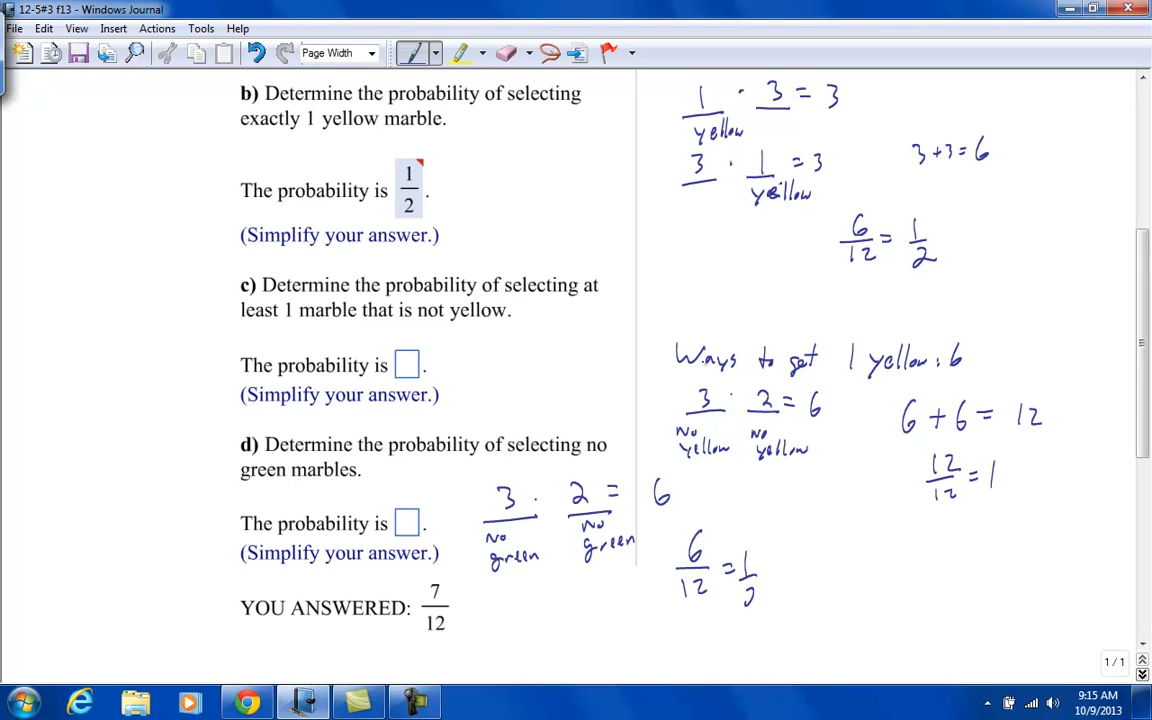 12-5#3 f13 - Windows Journal
File Edit View Insert Actions Tools Help
Page Width
b) Determine the probability of selecting
exactly 1 yellow marble.
The probability is 1/2.
(Simplify your answer.)
c) Determine the probability of selecting at
least 1 marble that is not yellow.
The probability is
.
(Simplify your answer.)
d) Determine the probability of selecting no
green marbles.
The probability is
.
(Simplify your answer.)
YOU ANSWERED: 7/12
1 · 3 = 3
yellow
3 · 1 = 3
yellow
3+3=6
6/12 = 1/2
Ways to get 1 yellow: 6
3 · 2 = 6
No yellow No yellow
6 + 6 = 12
12/12 = 1
3 · 2 = 6
No green No green
6/12 = 1/2
1 / 1
9:15 AM
10/9/2013